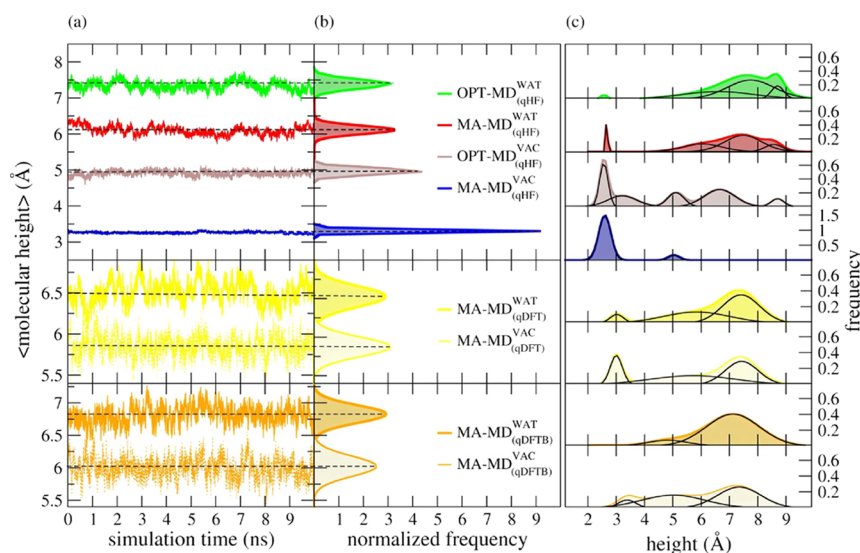 (a) (b) (c)
<molecular height> (Å)
8
7.5
7
6.5
6
5.5
5
4.5
4
3.5
3
6.5
6
5.5
7
6.5
6
5.5
0 1 2 3 4 5 6 7 8 9
simulation time (ns)
OPT-MD WAT (qHF)
MA-MD WAT (qHF)
OPT-MD VAC (qHF)
MA-MD VAC (qHF)
MA-MD WAT (qDFT)
MA-MD VAC (qDFT)
MA-MD WAT (qDFTB)
MA-MD VAC (qDFTB)
0 1 2 3 4 5 6 7 8 9
normalized frequency
0.6
0.4
0.2
0.6
0.4
0.2
0.6
0.4
0.2
1.5
1
0.5
0.6
0.4
0.2
0.6
0.4
0.2
0.6
0.4
0.2
0.6
0.4
0.2
frequency
2 3 4 5 6 7 8 9
height (Å)